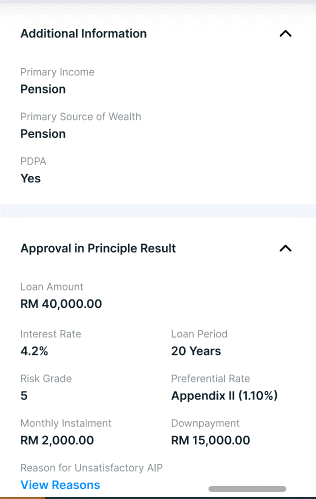 Additional Information
Primary Income
Pension
Primary Source of Wealth
Pension
PDPA
Yes
Approval in Principle Result
Loan Amount
RM 40,000.00
Interest Rate
Loan Period
4.2%
20 Years
Risk Grade
Preferential Rate
5
Appendix II (1.10%)
Monthly Instalment
Downpayment
RM 2,000.00
RM 15,000.00
Reason for Unsatisfactory AIP
View Reasons